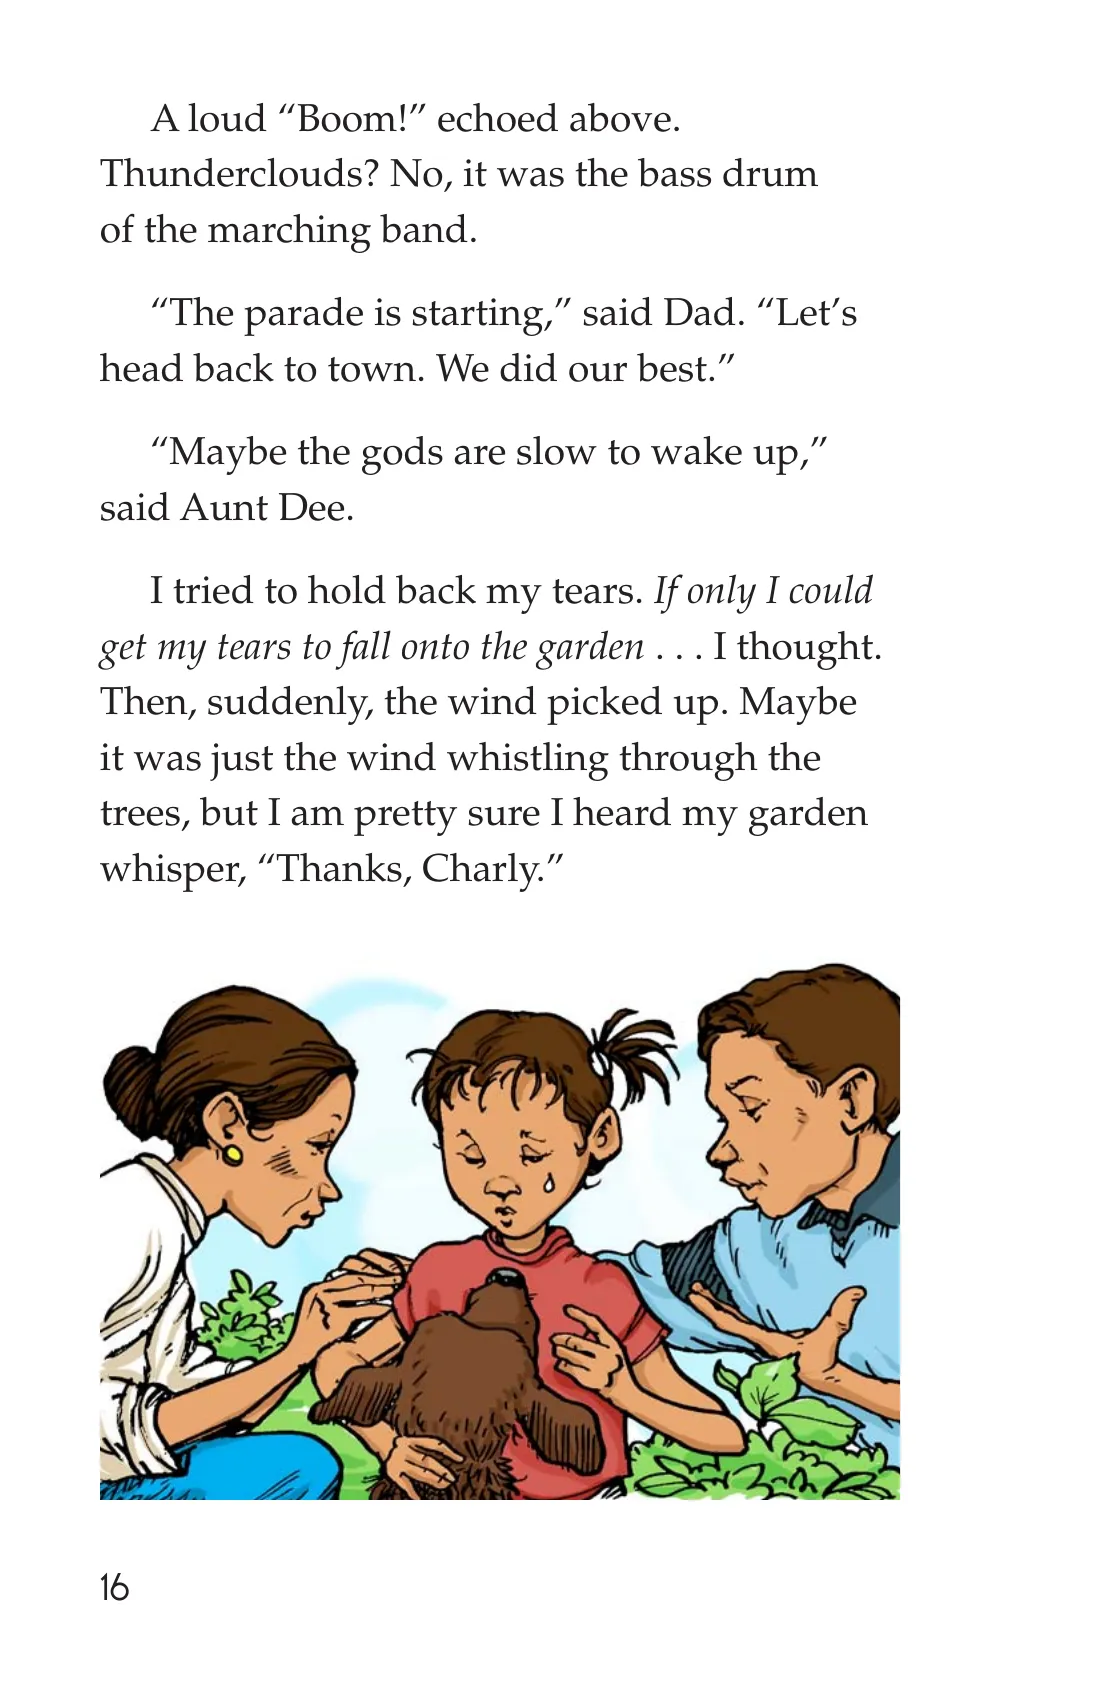 A loud “Boom!” echoed above.
Thunderclouds? No, it was the bass drum
of the marching band.
“The parade is starting,” said Dad. “Let’s
head back to town. We did our best.”
“Maybe the gods are slow to wake up,”
said Aunt Dee.
I tried to hold back my tears. If only I could
get my tears to fall onto the garden . . . I thought.
Then, suddenly, the wind picked up. Maybe
it was just the wind whistling through the
trees, but I am pretty sure I heard my garden
whisper, “Thanks, Charly.”
16